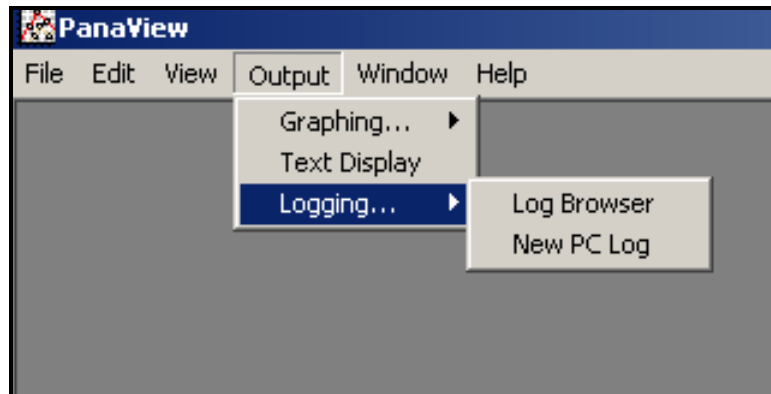 PanaView
File Edit View Output Window Help
Graphing...
Text Display
Logging...
Log Browser
New PC Log